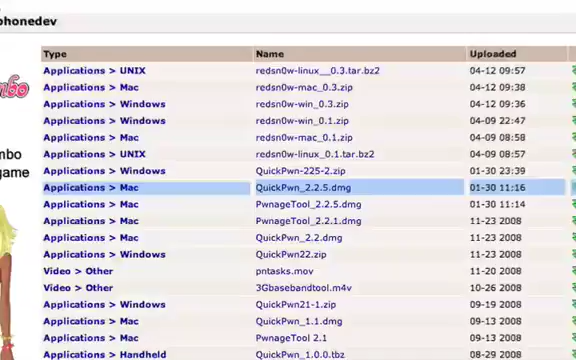 phonedev
Type Name Uploaded
Applications > UNIX redsn0w-linux__0.3.tar.bz2 04-12 09:57
Applications > Mac redsn0w-mac_0.3.zip 04-12 09:38
Applications > Windows redsn0w-win_0.3.zip 04-12 09:36
Applications > Windows redsn0w-win_0.1.zip 04-09 22:47
Applications > Mac redsn0w-mac_0.1.zip 04-09 08:58
Applications > UNIX redsn0w-linux_0.1.tar.bz2 04-09 08:57
Applications > Windows QuickPwn-225-2.zip 01-30 23:39
Applications > Mac QuickPwn_2.2.5.dmg 01-30 11:16
Applications > Mac PwnageTool_2.2.5.dmg 01-30 11:14
Applications > Mac PwnageTool_2.2.1.dmg 11-23 2008
Applications > Mac QuickPwn_2.2.dmg 11-23 2008
Applications > Windows QuickPwn22.zip 11-23 2008
Video > Other pntasks.mov 11-20 2008
Video > Other 3Gbasebandtool.m4v 10-26 2008
Applications > Windows QuickPwn21-1.zip 09-19 2008
Applications > Mac QuickPwn_1.1.dmg 09-13 2008
Applications > Mac PwnageTool 2.1 09-13 2008
Applications > Handheld QuickPwn_1.0.0.tbz 08-29 2008
mbo
mbo
game